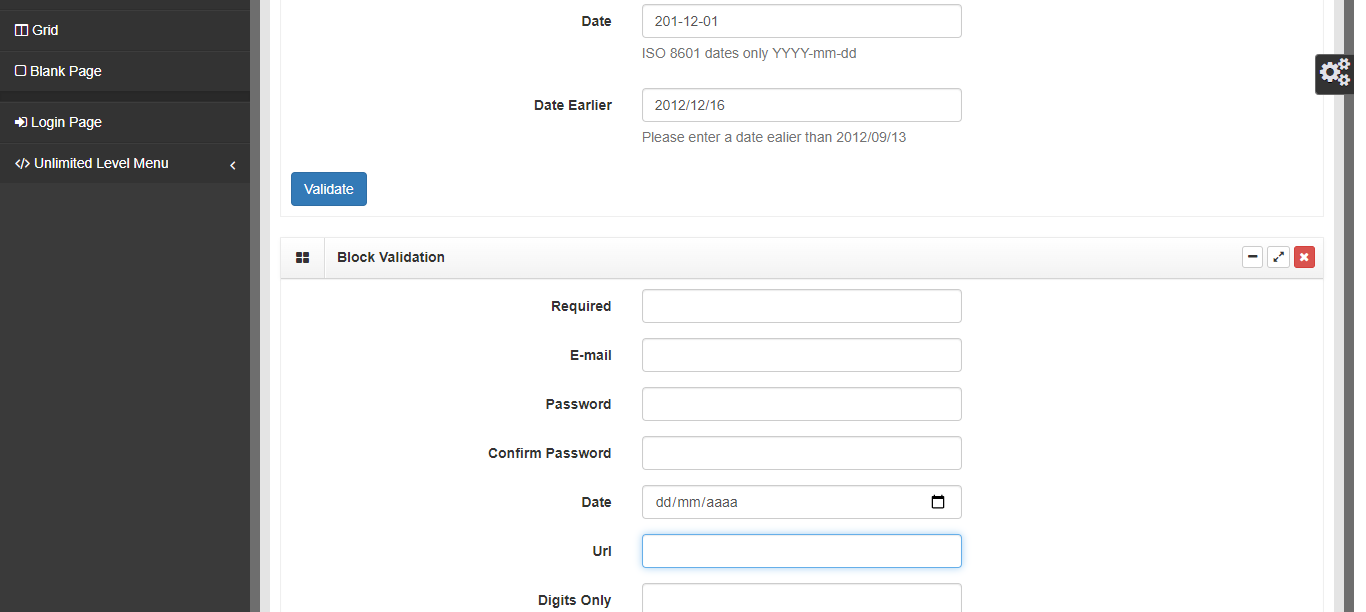 Grid
Blank Page
Login Page
Unlimited Level Menu
Date
201-12-01
ISO 8601 dates only YYYY-mm-dd
Date Earlier
2012/12/16
Please enter a date ealier than 2012/09/13
Validate
Block Validation
Required
E-mail
Password
Confirm Password
Date
dd/mm/aaaa
Url
Digits Only